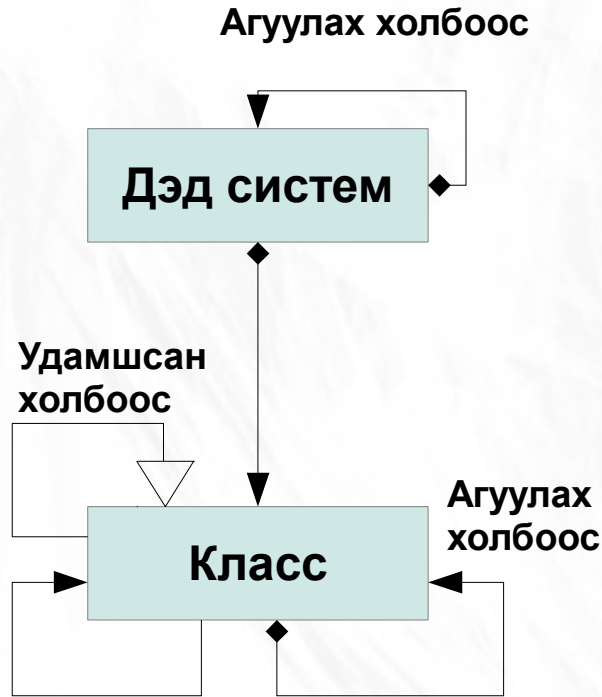 Агуулах холбоос
Дэд систем
Удамшсан
холбоос
Агуулах
холбоос
Класс